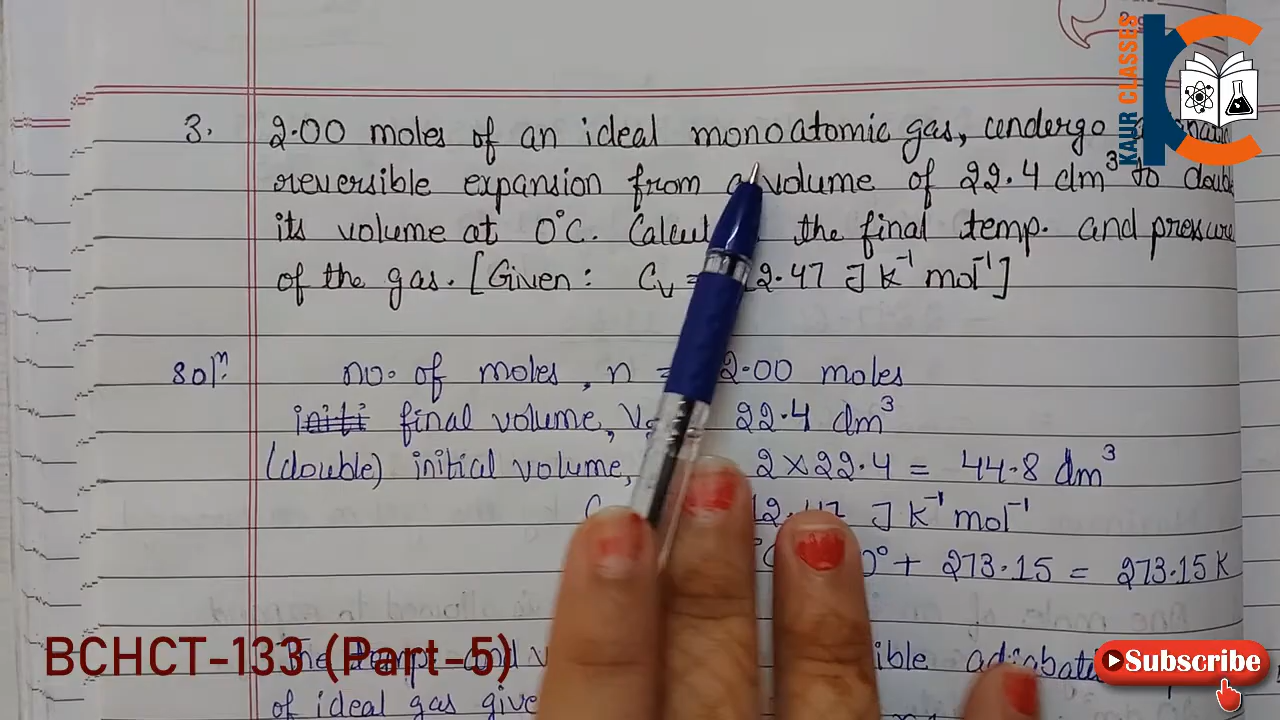 KAUR CLASSES
3. 2.00 moles of an ideal monoatomic gas, undergo
reversible expansion from a volume of 22.4 dm³ to doub
its volume at 0°C. Calcul the final temp. and pressure
of the gas. [Given: Cv = 12.47 J K⁻¹ mol⁻¹]
Solⁿ. no. of moles, n = 2.00 moles
final volume, V 22.4 dm³
(double) initial volume, 2×22.4 = 44.8 dm³
12.47 J K⁻¹ mol⁻¹
0° + 273.15 = 273.15 K
BCHCT-133 (Part-5)
Subscribe
of ideal gas give